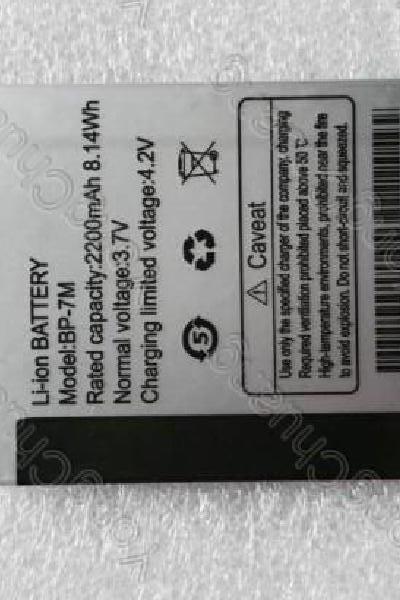 Li-ion BATTERY
Model:BP-7M
Rated capacity:2200mAh 8.14Wh
Normal voltage:3.7V
Charging limited voltage:4.2V
5
Caveat
Use only the specified charger of the company, charging
Required ventilation prohibited placed above 50 ℃
High-temperature environments, prohibited near the fire
to avoid explosion. Do not short-circuit and squeezed.